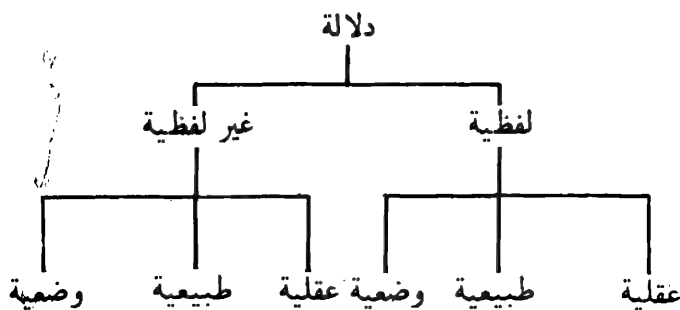 دلالة
لفظية غير لفظية
عقلية طبيعية وضعية عقلية طبيعية وضعية